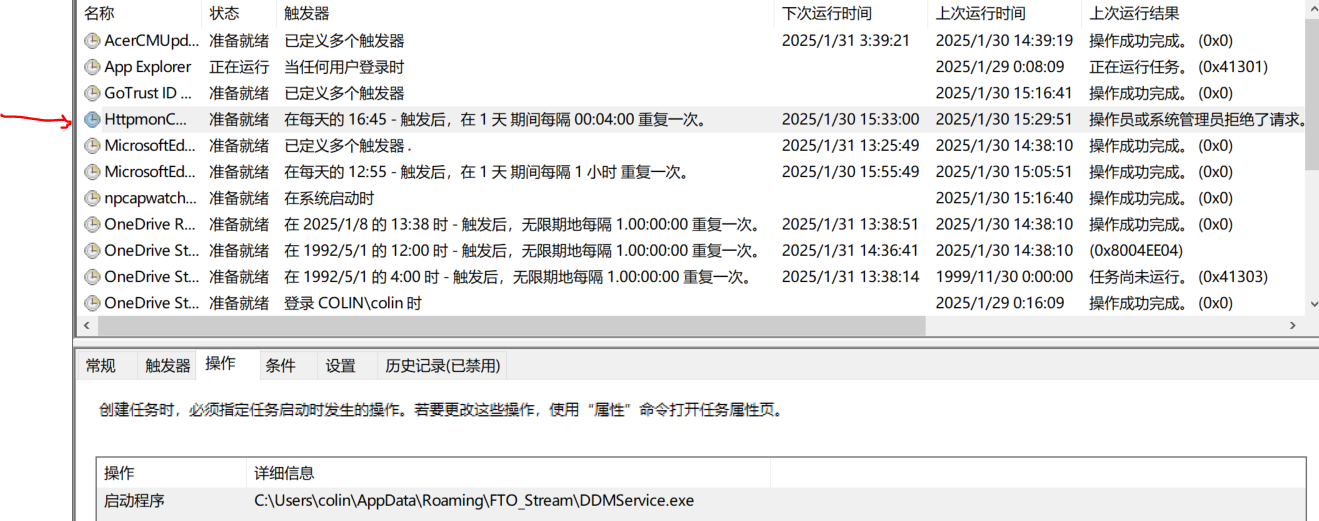 名称 状态 触发器 下次运行时间 上次运行时间 上次运行结果
AcerCMUpd... 准备就绪 已定义多个触发器 2025/1/31 3:39:21 2025/1/30 14:39:19 操作成功完成。 (0x0)
App Explorer 正在运行 当任何用户登录时 2025/1/29 0:08:09 正在运行任务。 (0x41301)
GoTrust ID ... 准备就绪 已定义多个触发器 2025/1/30 15:16:41 操作成功完成。 (0x0)
HttpmonC... 准备就绪 在每天的 16:45 - 触发后，在 1 天 期间每隔 00:04:00 重复一次。 2025/1/30 15:33:00 2025/1/30 15:29:51 操作员或系统管理员拒绝了请求。
MicrosoftEd... 准备就绪 已定义多个触发器 2025/1/31 13:25:49 2025/1/30 14:38:10 操作成功完成。 (0x0)
MicrosoftEd... 准备就绪 在每天的 12:55 - 触发后，在 1 天 期间每隔 1 小时 重复一次。 2025/1/30 15:55:49 2025/1/30 15:05:51 操作成功完成。 (0x0)
npcapwatch... 准备就绪 在系统启动时 2025/1/30 15:16:40 操作成功完成。 (0x0)
OneDrive R... 准备就绪 在 2025/1/8 的 13:38 时 - 触发后，无限期地每隔 1.00:00:00 重复一次。 2025/1/31 13:38:51 2025/1/30 14:38:10 操作成功完成。 (0x0)
OneDrive St... 准备就绪 在 1992/5/1 的 12:00 时 - 触发后，无限期地每隔 1.00:00:00 重复一次。 2025/1/31 14:36:41 2025/1/30 14:38:10 (0x8004EE04)
OneDrive St... 准备就绪 在 1992/5/1 的 4:00 时 - 触发后，无限期地每隔 1.00:00:00 重复一次。 2025/1/31 13:38:14 1999/11/30 0:00:00 任务尚未运行。 (0x41303)
OneDrive St... 准备就绪 登录 COLIN\colin 时 2025/1/29 0:16:09 操作成功完成。 (0x0)
常规 触发器 操作 条件 设置 历史记录(已禁用)
创建任务时，必须指定任务启动时发生的操作。若要更改这些操作，使用“属性”命令打开任务属性页。
操作 详细信息
启动程序 C:\Users\colin\AppData\Roaming\FTO_Stream\DDMService.exe